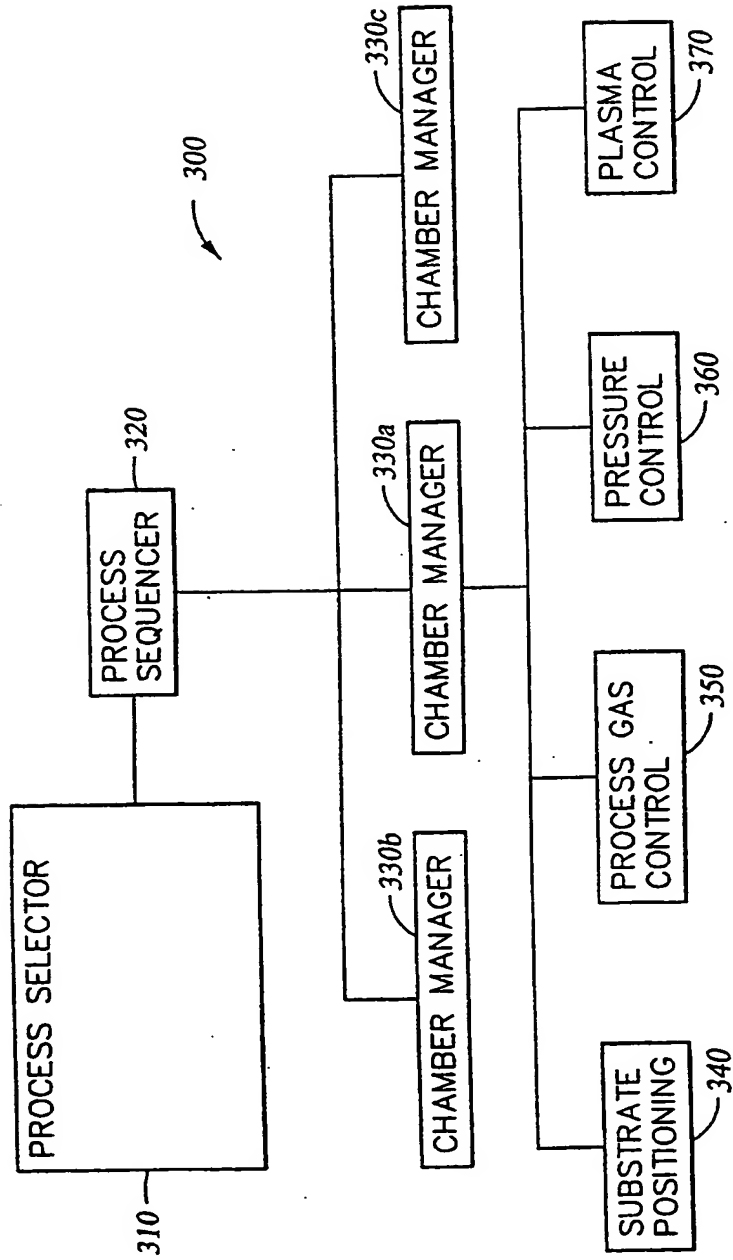 300
PROCESS SELECTOR
310
PROCESS
SEQUENCER
320
CHAMBER MANAGER
330b
CHAMBER MANAGER
330a
CHAMBER MANAGER
330c
SUBSTRATE
POSITIONING
340
PROCESS GAS
CONTROL
350
PRESSURE
CONTROL
360
PLASMA
CONTROL
370